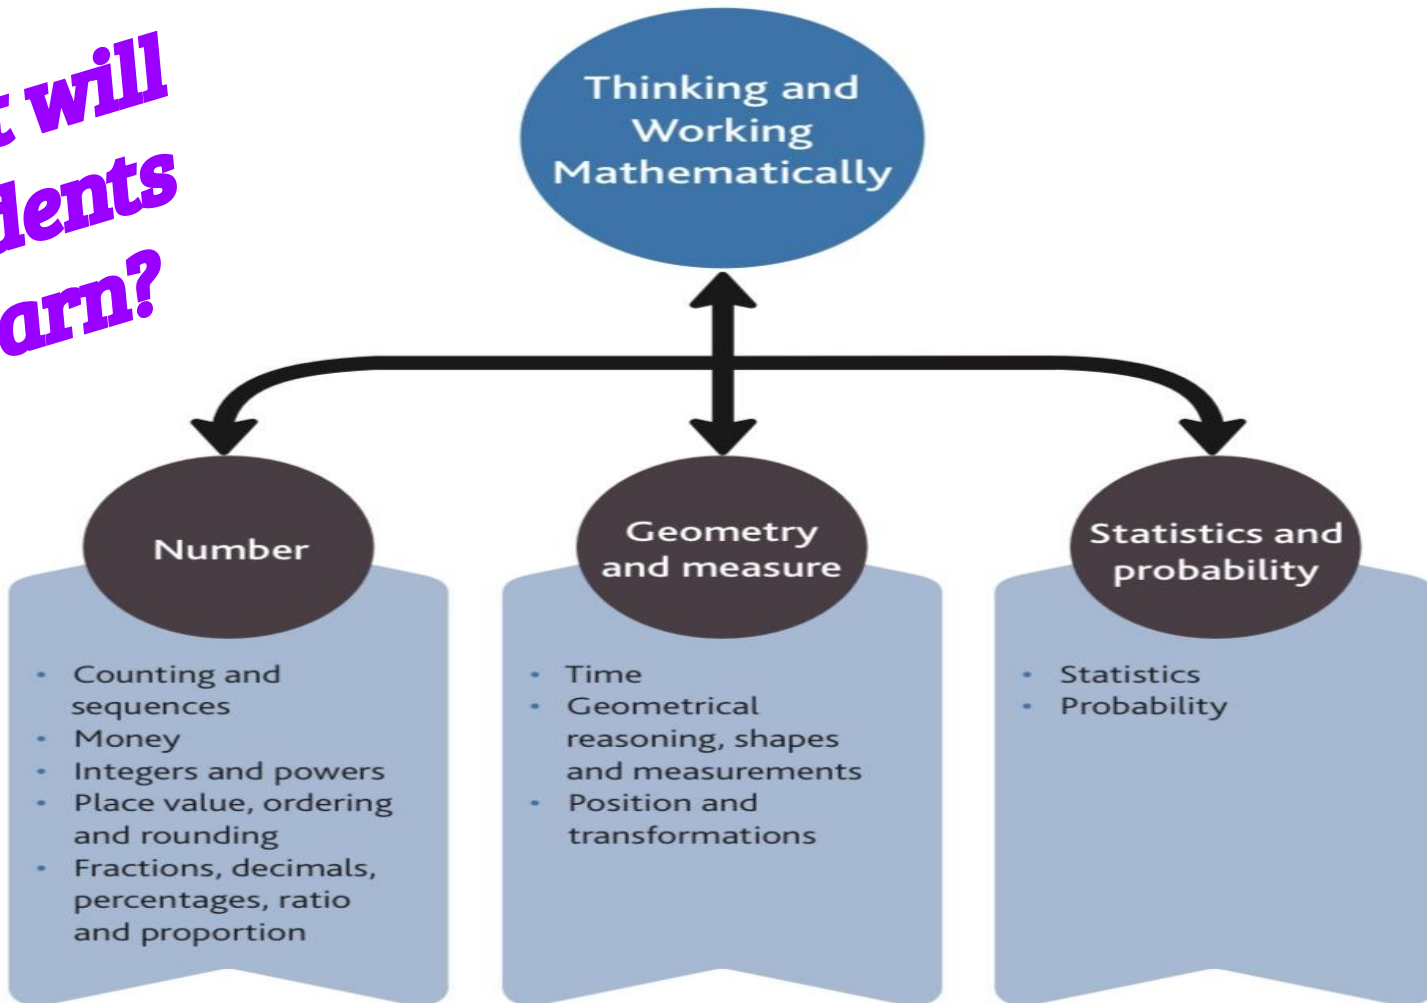 will
Thinking and
Working
Mathematically
Number
Geometry
and measure
Statistics and
probability
• Counting and
sequences
• Money
• Integers and powers
• Place value, ordering
and rounding
• Fractions, decimals,
percentages, ratio
and proportion
• Time
• Geometrical
reasoning, shapes
and measurements
• Position and
transformations
• Statistics
• Probability